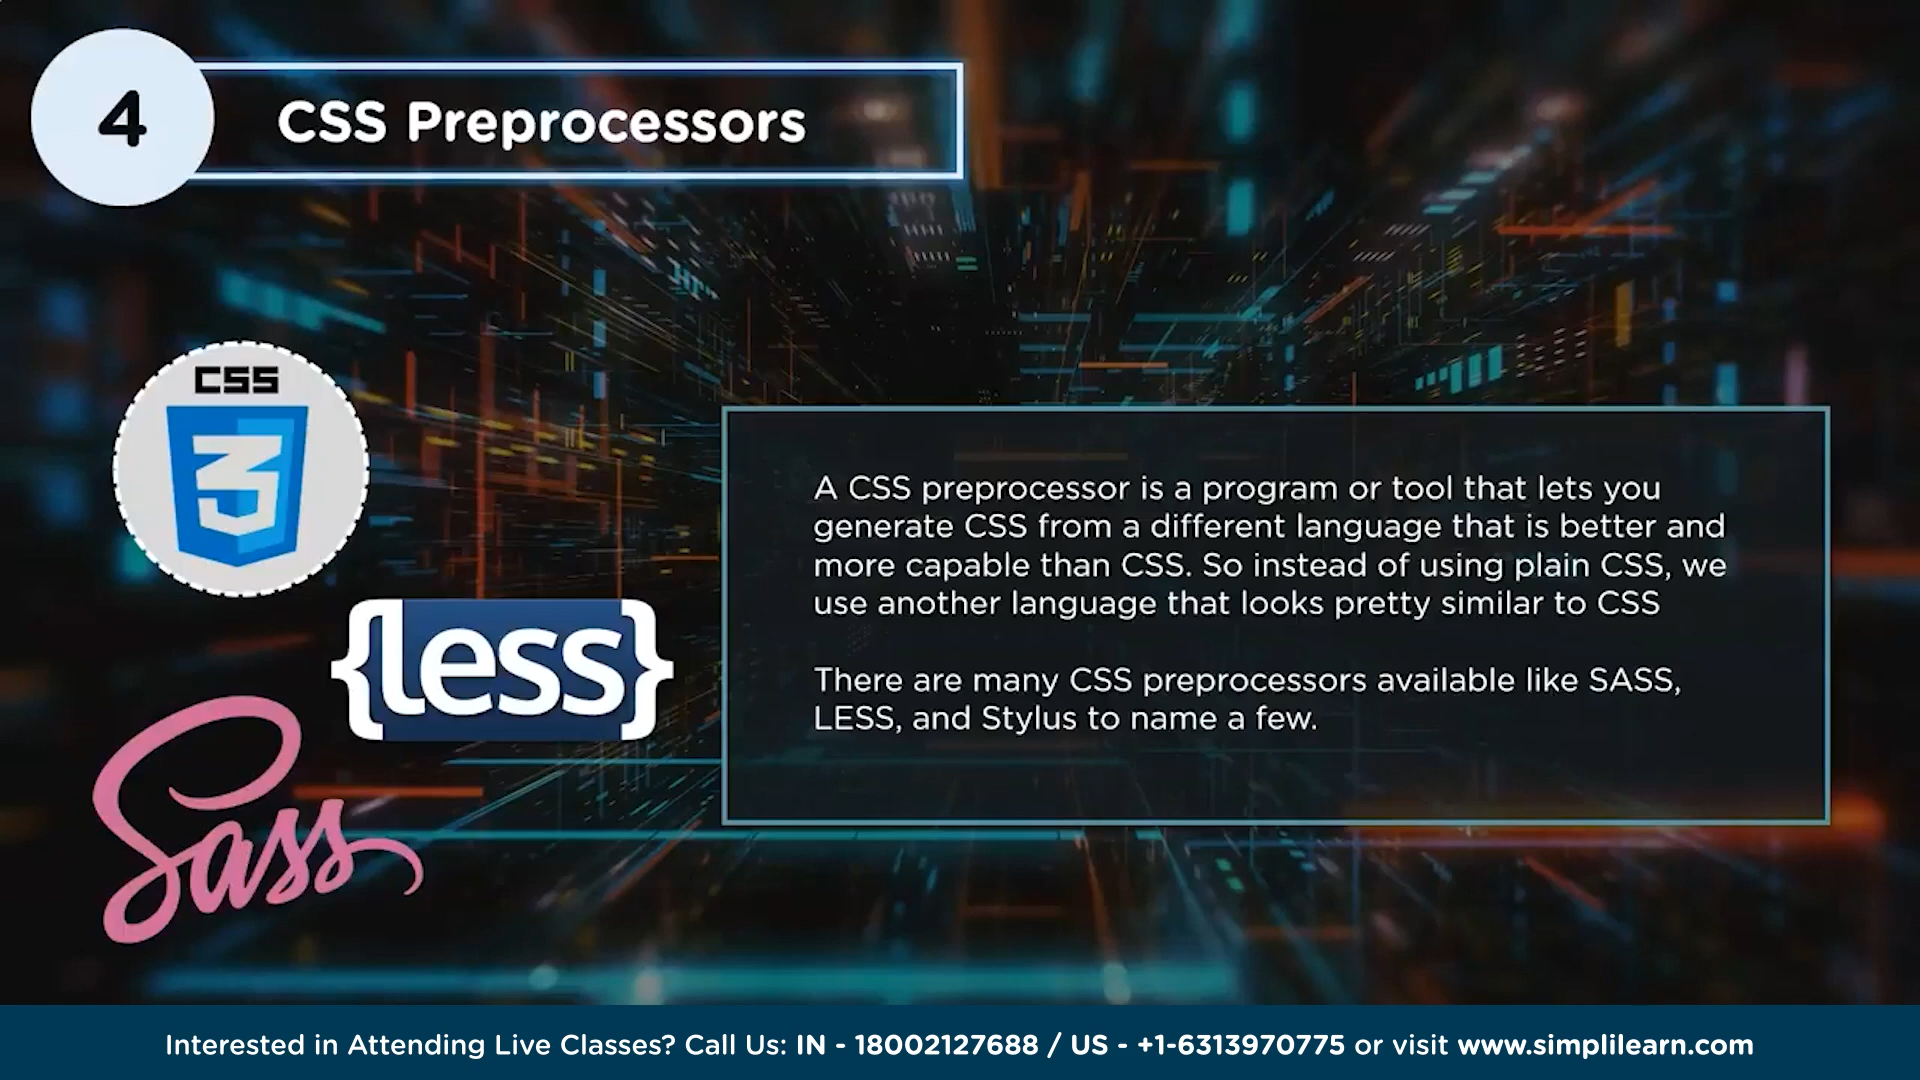 4
CSS Preprocessors
CSS
3
{less}
Sass
A CSS preprocessor is a program or tool that lets you
generate CSS from a different language that is better and
more capable than CSS. So instead of using plain CSS, we
use another language that looks pretty similar to CSS
There are many CSS preprocessors available like SASS,
LESS, and Stylus to name a few.
Interested in Attending Live Classes? Call Us: IN - 18002127688 / US - +1-6313970775 or visit www.simplilearn.com